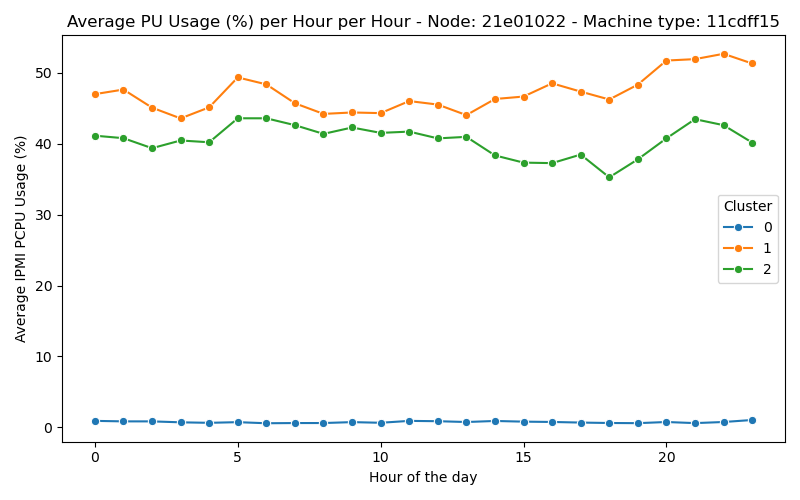 Average PU Usage (%) per Hour per Hour - Node: 21e01022 - Machine type: 11cdff15
Average IPMI PCPU Usage (%)
50
40
30
20
10
0
0 5 10 15 20
Hour of the day
Cluster
0
1
2